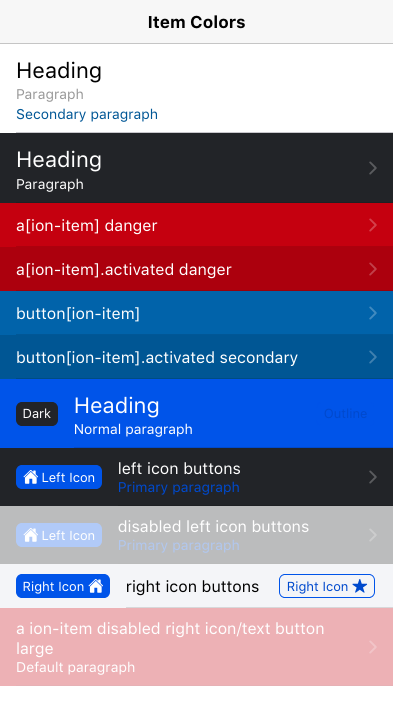 Item Colors
Heading
Paragraph
Secondary paragraph
Heading
Paragraph
a[ion-item] danger
a[ion-item].activated danger
button[ion-item]
button[ion-item].activated secondary
Dark Heading Outline
Normal paragraph
Left Icon left icon buttons
Primary paragraph
Left Icon disabled left icon buttons
Primary paragraph
Right Icon right icon buttons Right Icon
a ion-item disabled right icon/text button
large
Default paragraph